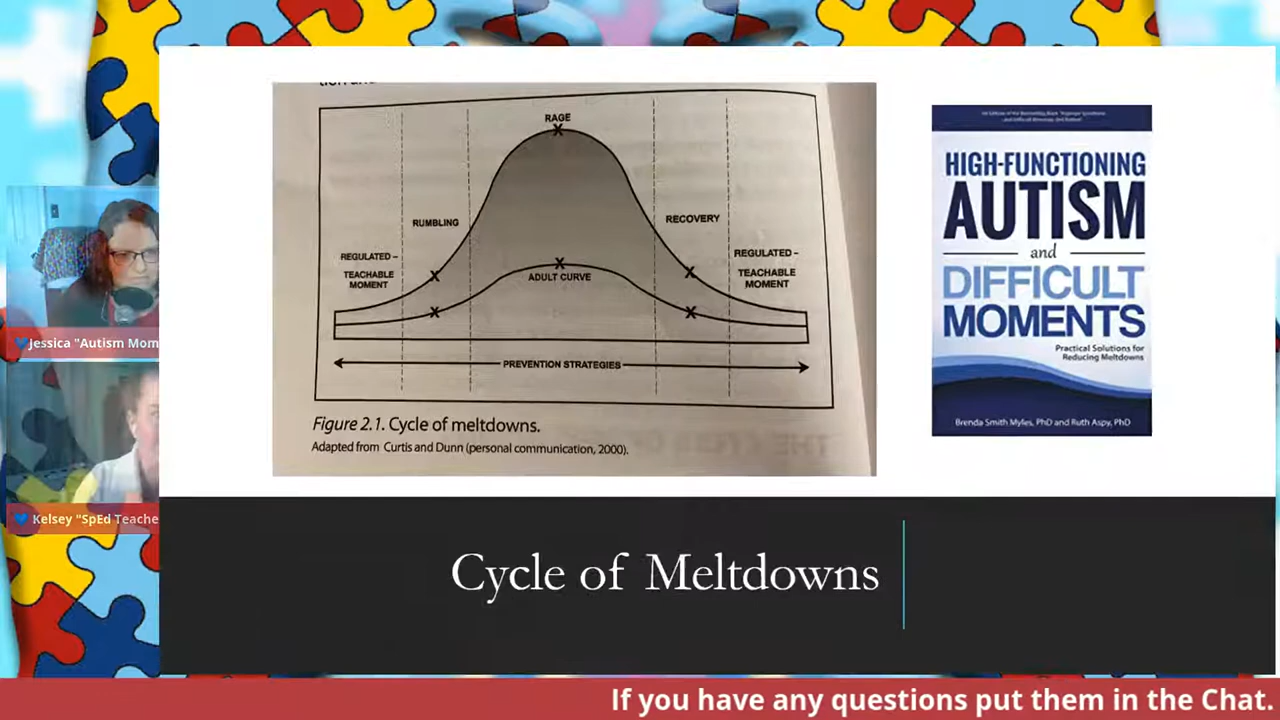 RAGE
RUMBLING
RECOVERY
REGULATED –
TEACHABLE
MOMENT
ADULT CURVE
REGULATED –
TEACHABLE
MOMENT
PREVENTION STRATEGIES
Figure 2.1. Cycle of meltdowns.
Adapted from Curtis and Dunn (personal communication, 2000).
HIGH-FUNCTIONING
AUTISM
and
DIFFICULT
MOMENTS
Practical Solutions for
Reducing Meltdowns
Brenda Smith Myles, PhD and Ruth Aspy, PhD
Jessica "Autism Mom
Kelsey "SpEd Teache
Cycle of Meltdowns
If you have any questions put them in the Chat.